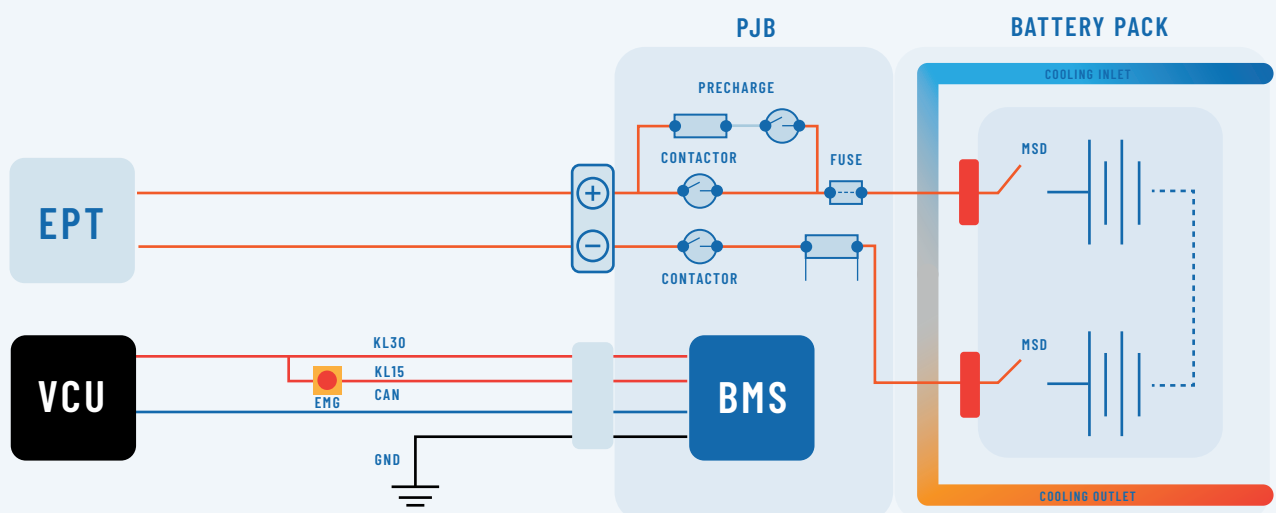 PJB
BATTERY PACK
COOLING INLET
PRECHARGE
CONTACTOR
FUSE
MSD
EPT
+
−
CONTACTOR
KL30
MSD
VCU
KL15
CAN
EMG
BMS
GND
COOLING OUTLET